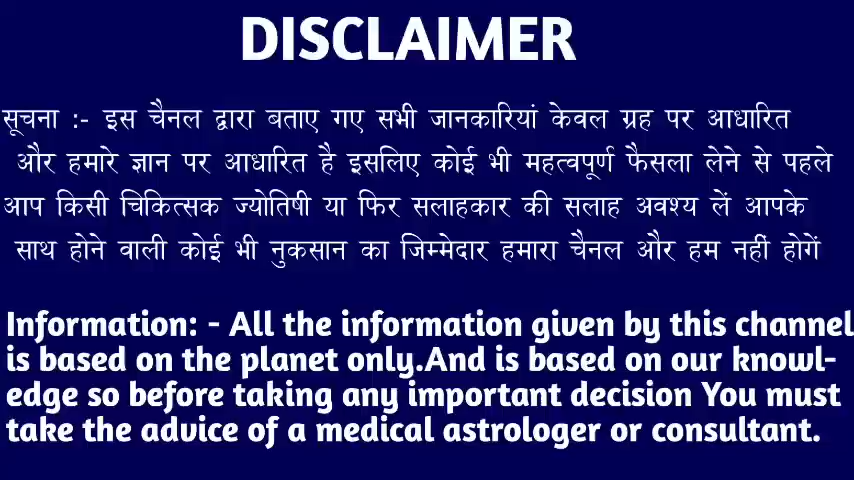 DISCLAIMER
सूचना :- इस चैनल द्वारा बताए गए सभी जानकारियां केवल ग्रह पर आधारित
और हमारे ज्ञान पर आधारित है इसलिए कोई भी महत्वपूर्ण फैसला लेने से पहले
आप किसी चिकित्सक ज्योतिषी या फिर सलाहकार की सलाह अवश्य लें आपके
साथ होने वाली कोई भी नुकसान का जिम्मेदार हमारा चैनल और हम नहीं होगें
Information: - All the information given by this channel
is based on the planet only.And is based on our knowl-
edge so before taking any important decision You must
take the advice of a medical astrologer or consultant.